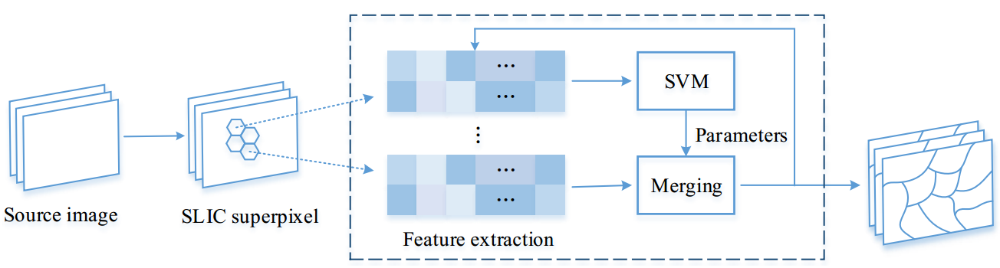 Source image
SLIC superpixel
...
...
...
...
...
Feature extraction
SVM
Parameters
Merging